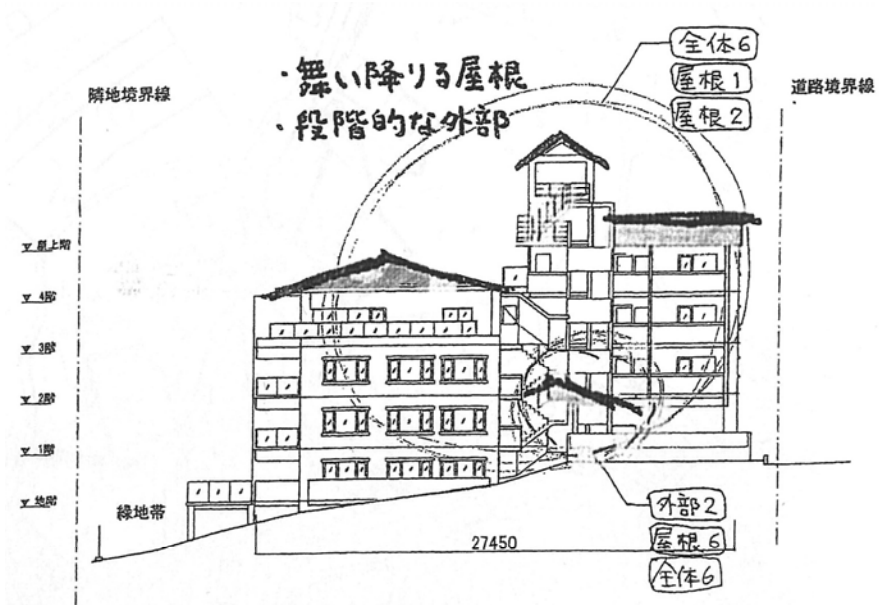 全体6
屋根1
屋根2
・舞い降りる屋根
・段階的な外部
隣地境界線
道路境界線
▽ 屋上階
▽ 4階
▽ 3階
▽ 2階
▽ 1階
▽ 地階
緑地帯
27450
外部2
屋根6
全体6